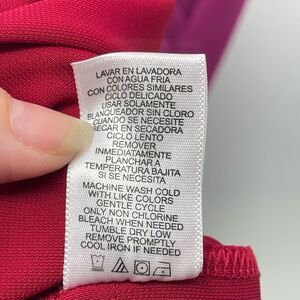 LAVAR EN LAVADORA
CON AGUA FRIA
CON COLORES SIMILARES
CICLO DELICADO
USAR SOLAMENTE
BLANQUEADOR SIN CLORO
CUANDO SE NECESITE
SECAR EN SECADORA
CICLO LENTO
REMOVER
INMEDIATAMENTE
PLANCHAR A
TEMPERATURA BAJITA
SI SE NECESITA
MACHINE WASH COLD
WITH LIKE COLORS
GENTLE CYCLE
ONLY NON CHLORINE
BLEACH WHEN NEEDED
TUMBLE DRY LOW
REMOVE PROMPTLY
COOL IRON IF NEEDED